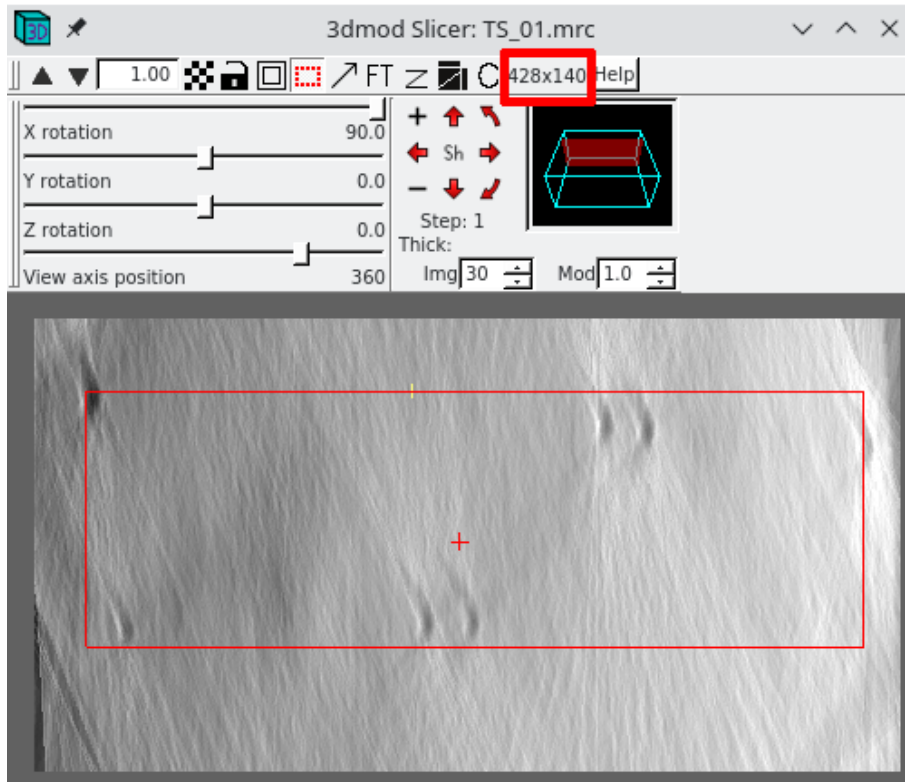 3D 3dmod Slicer: TS_01.mrc
1.00 FT Z C 428x140 Help
X rotation 90.0
Y rotation 0.0
Z rotation 0.0
View axis position 360
Sh
Step: 1
Thick:
Img 30 Mod 1.0